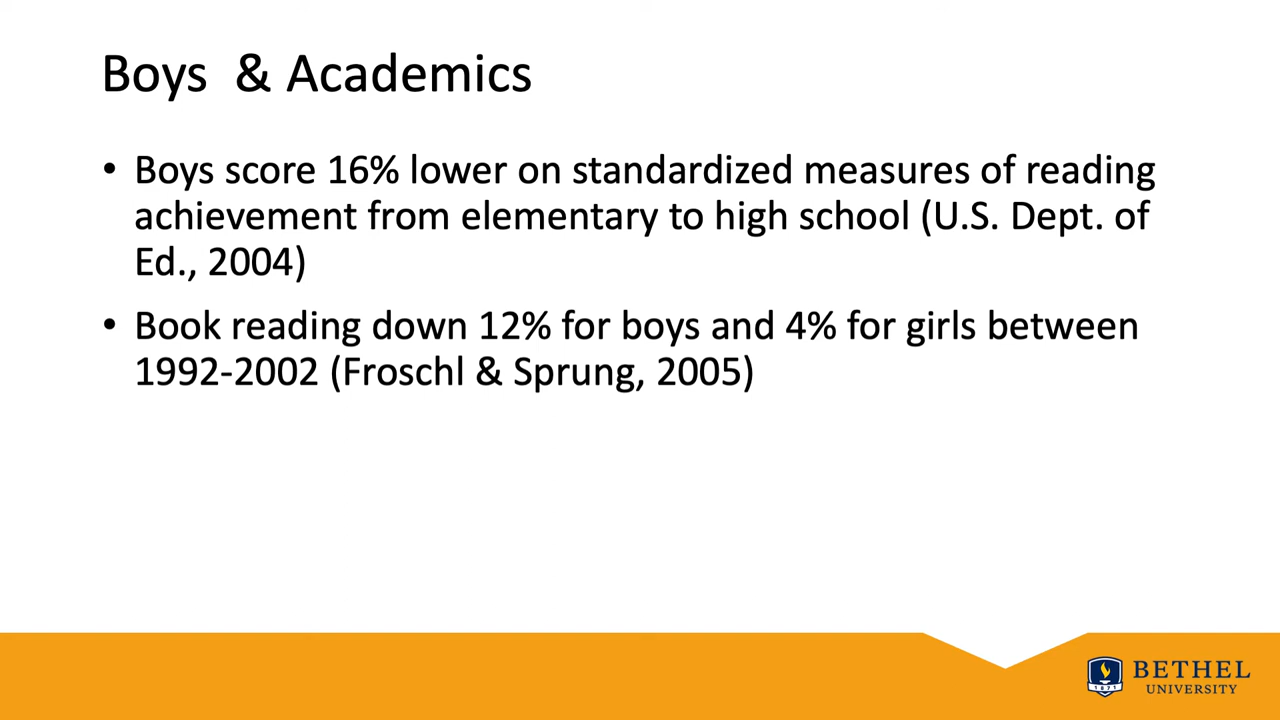 Boys & Academics
• Boys score 16% lower on standardized measures of reading
achievement from elementary to high school (U.S. Dept. of
Ed., 2004)
• Book reading down 12% for boys and 4% for girls between
1992-2002 (Froschl & Sprung, 2005)
1871
BETHEL
UNIVERSITY